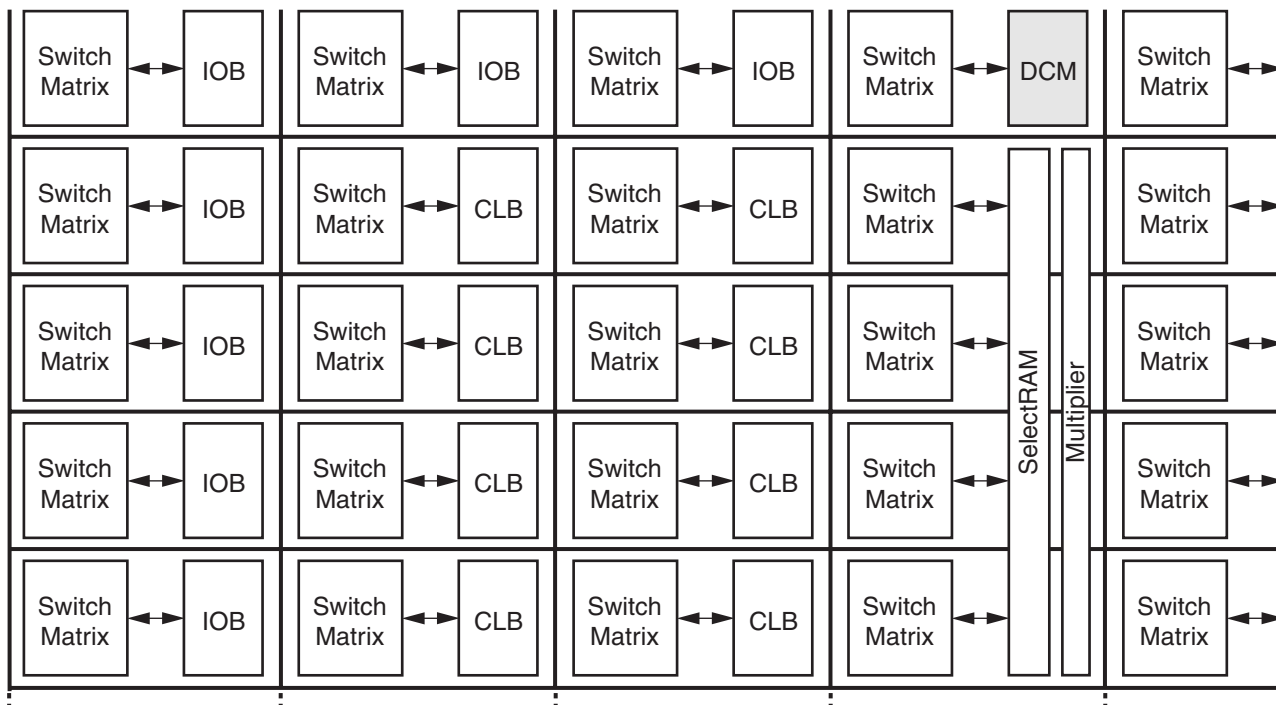 Switch
Matrix
IOB
Switch
Matrix
IOB
Switch
Matrix
IOB
Switch
Matrix
DCM
Switch
Matrix
Switch
Matrix
IOB
Switch
Matrix
CLB
Switch
Matrix
CLB
Switch
Matrix
Switch
Matrix
Switch
Matrix
IOB
Switch
Matrix
CLB
Switch
Matrix
CLB
Switch
Matrix
SelectRAM
Multiplier
Switch
Matrix
Switch
Matrix
IOB
Switch
Matrix
CLB
Switch
Matrix
CLB
Switch
Matrix
Switch
Matrix
Switch
Matrix
IOB
Switch
Matrix
CLB
Switch
Matrix
CLB
Switch
Matrix
Switch
Matrix